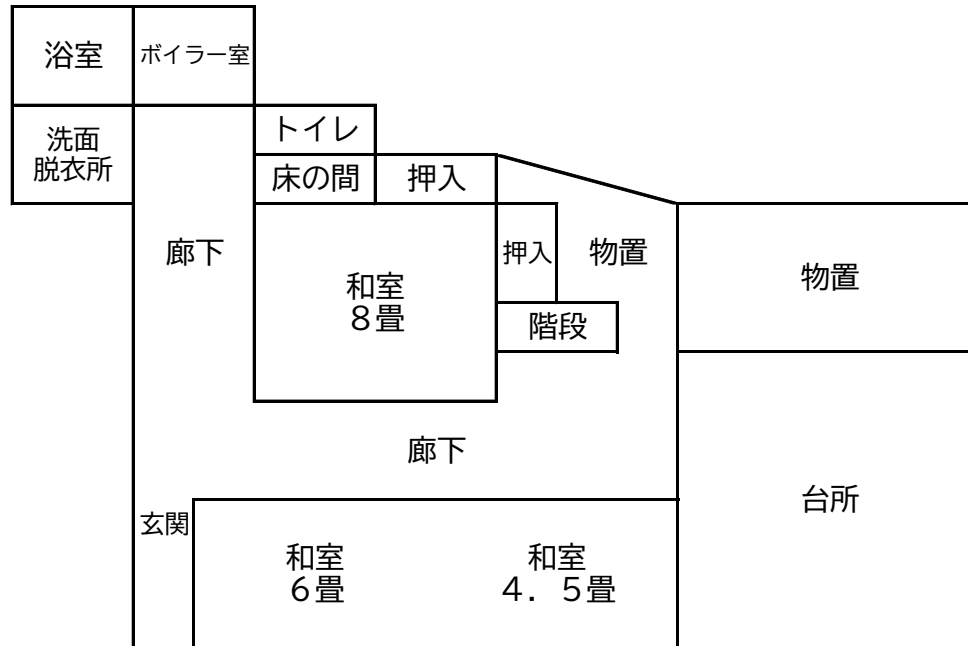 浴室
ボイラー室
洗面
脱衣所
トイレ
床の間
押入
廊下
和室
８畳
押入
物置
物置
階段
廊下
台所
玄関
和室
６畳
和室
４．５畳